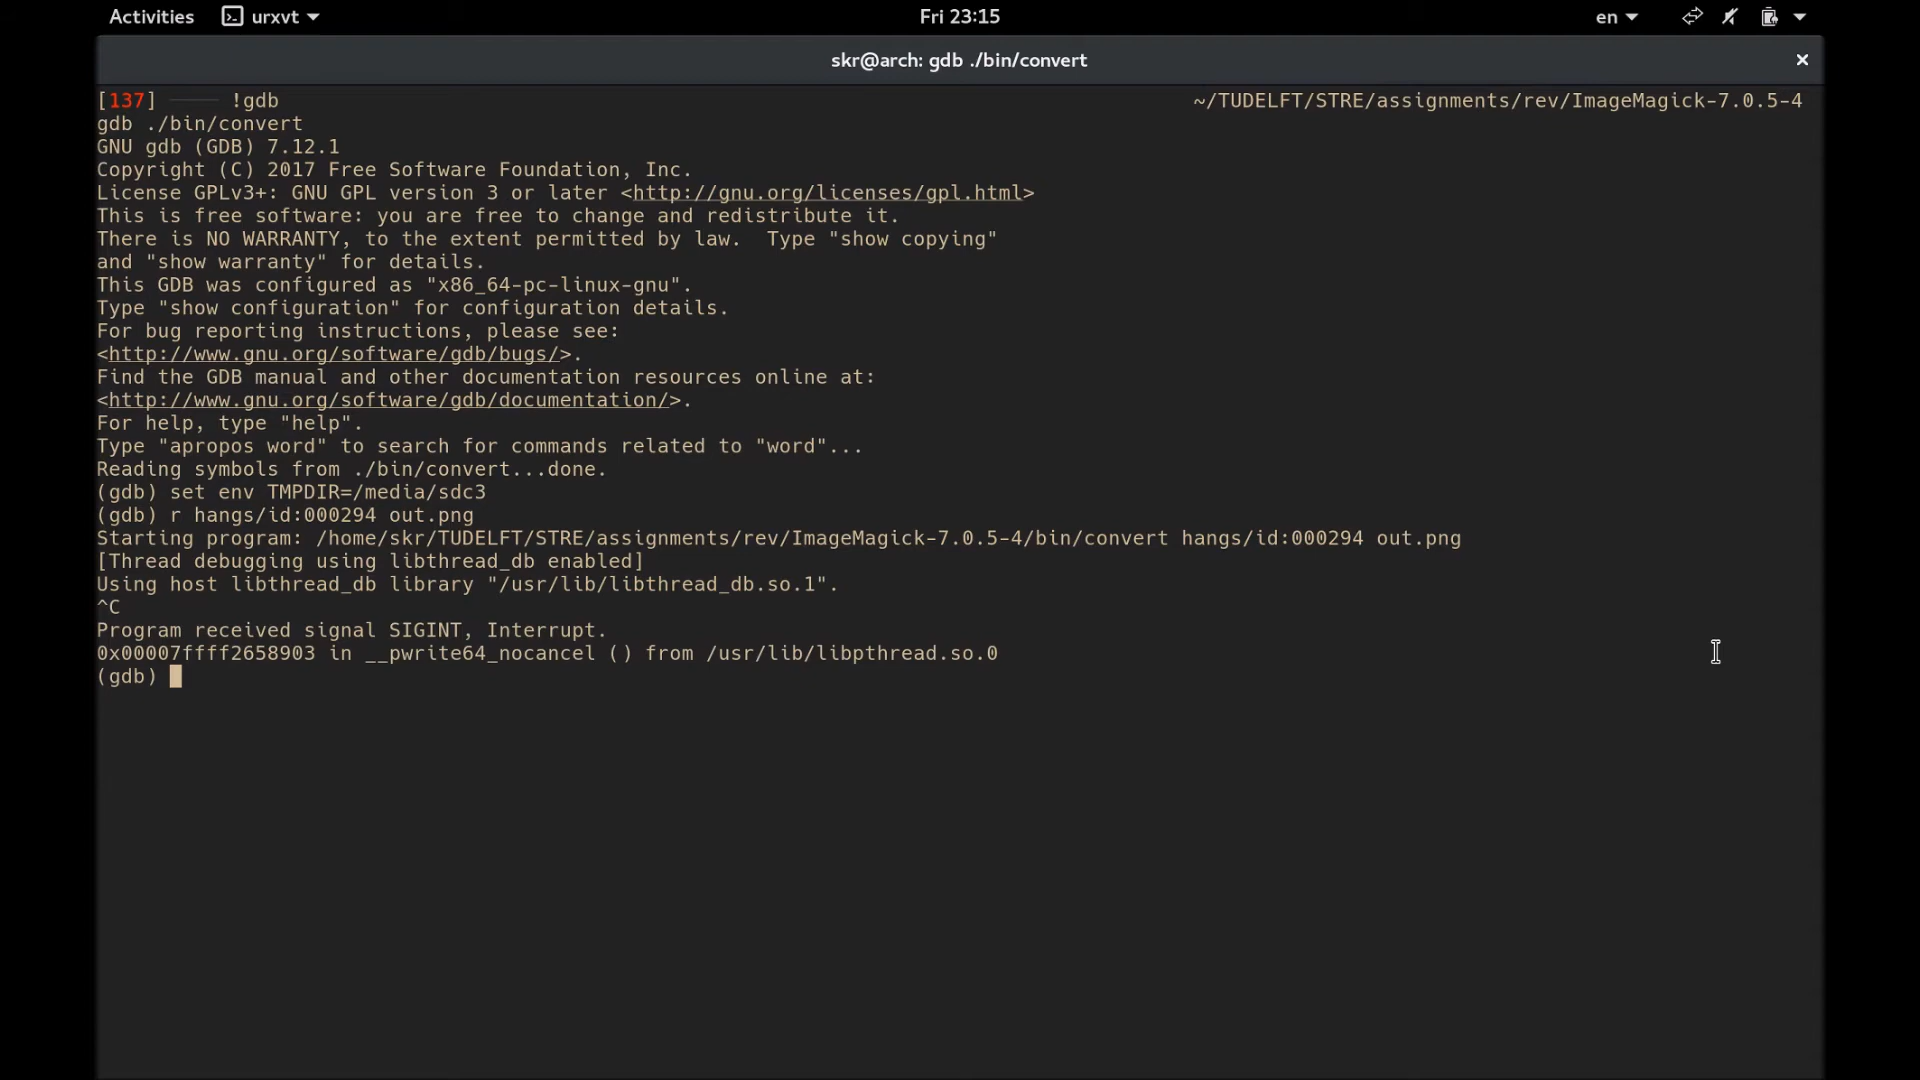 Activities urxvt Fri 23:15 en
skr@arch: gdb ./bin/convert
[137] ─── !gdb ~/TUDELFT/STRE/assignments/rev/ImageMagick-7.0.5-4
gdb ./bin/convert
GNU gdb (GDB) 7.12.1
Copyright (C) 2017 Free Software Foundation, Inc.
License GPLv3+: GNU GPL version 3 or later <http://gnu.org/licenses/gpl.html>
This is free software: you are free to change and redistribute it.
There is NO WARRANTY, to the extent permitted by law.  Type "show copying"
and "show warranty" for details.
This GDB was configured as "x86_64-pc-linux-gnu".
Type "show configuration" for configuration details.
For bug reporting instructions, please see:
<http://www.gnu.org/software/gdb/bugs/>.
Find the GDB manual and other documentation resources online at:
<http://www.gnu.org/software/gdb/documentation/>.
For help, type "help".
Type "apropos word" to search for commands related to "word"...
Reading symbols from ./bin/convert...done.
(gdb) set env TMPDIR=/media/sdc3
(gdb) r hangs/id:000294 out.png
Starting program: /home/skr/TUDELFT/STRE/assignments/rev/ImageMagick-7.0.5-4/bin/convert hangs/id:000294 out.png
[Thread debugging using libthread_db enabled]
Using host libthread_db library "/usr/lib/libthread_db.so.1".
^C
Program received signal SIGINT, Interrupt.
0x00007ffff2658903 in __pwrite64_nocancel () from /usr/lib/libpthread.so.0
(gdb)